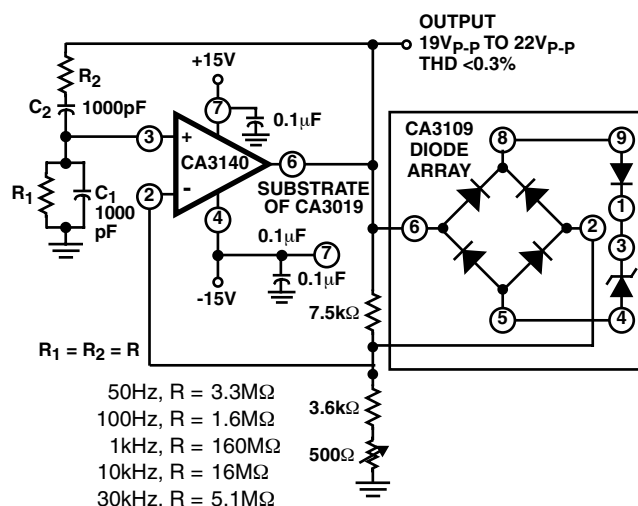 OUTPUT
19VP-P TO 22VP-P
THD <0.3%
+15V
R2
C2 1000pF
7
0.1μF
CA3109
DIODE
ARRAY
8
9
3
+
CA3140
6
SUBSTRATE
OF CA3019
R1
C1
1000
pF
2
-
4
6
2
1
3
0.1μF
7
0.1μF
-15V
5
4
7.5kΩ
R1 = R2 = R
50Hz, R = 3.3MΩ
100Hz, R = 1.6MΩ
1kHz, R = 160MΩ
10kHz, R = 16MΩ
30kHz, R = 5.1MΩ
3.6kΩ
500Ω